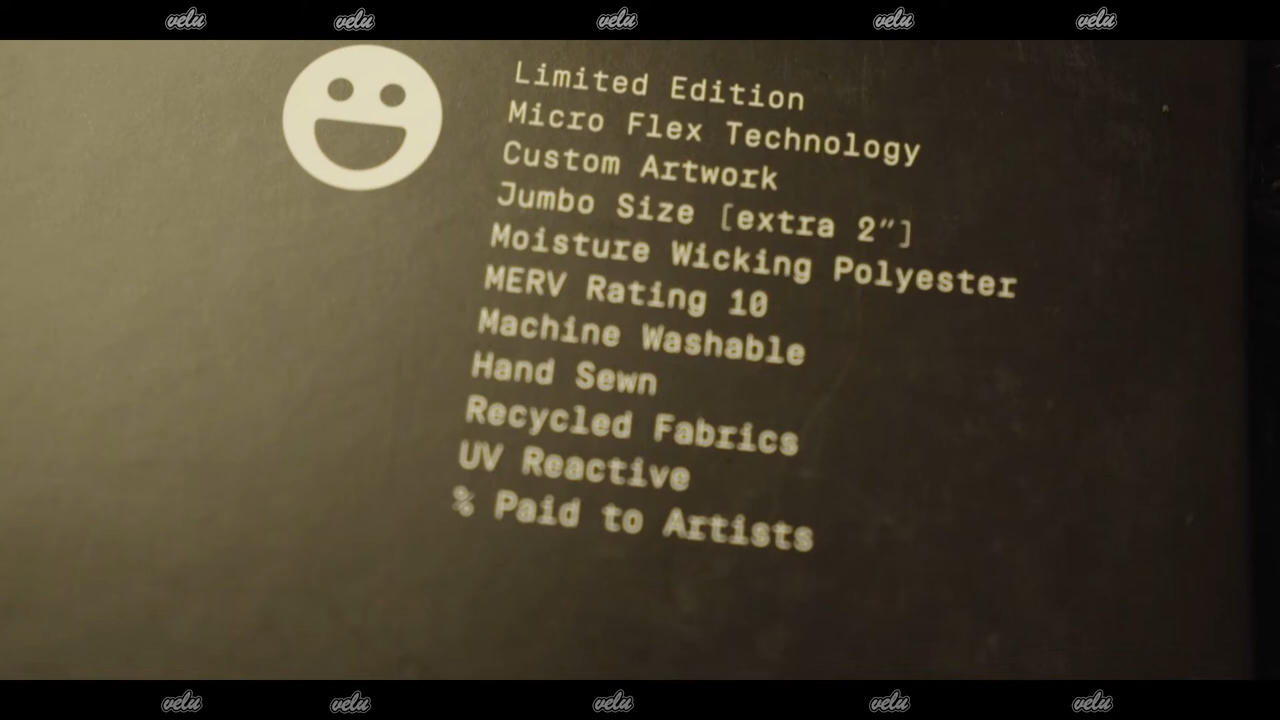 velu velu velu velu velu
Limited Edition
Micro Flex Technology
Custom Artwork
Jumbo Size [extra 2”]
Moisture Wicking Polyester
MERV Rating 10
Machine Washable
Hand Sewn
Recycled Fabrics
UV Reactive
% Paid to Artists
velu velu velu velu velu